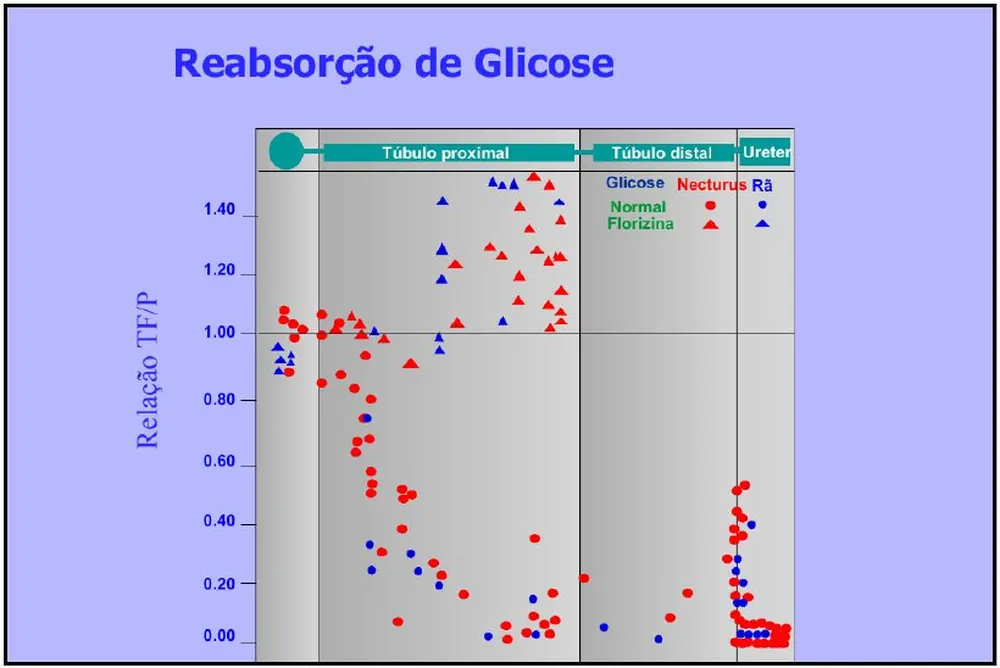 Reabsorção de Glicose
Túbulo proximal
Túbulo distal
Ureter
Glicose Necturus Rã
Normal
Florizina
Relação TF/P
1.40
1.20
1.00
0.80
0.60
0.40
0.20
0.00